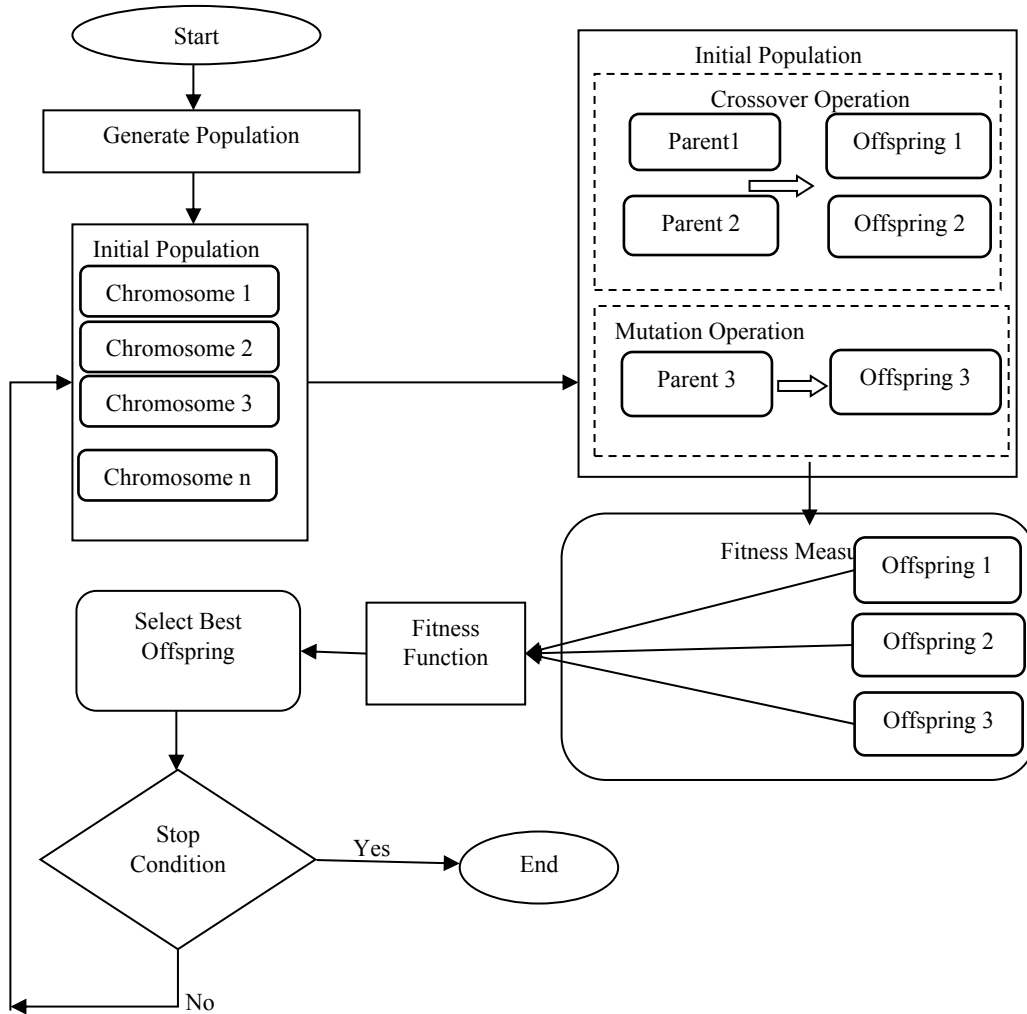 Start
Generate Population
Initial Population
Chromosome 1
Chromosome 2
Chromosome 3
Chromosome n
Initial Population
Crossover Operation
Parent1
Offspring 1
Parent 2
Offspring 2
Mutation Operation
Parent 3
Offspring 3
Fitness Measu
Offspring 1
Offspring 2
Offspring 3
Fitness
Function
Select Best
Offspring
Stop
Condition
Yes
End
No